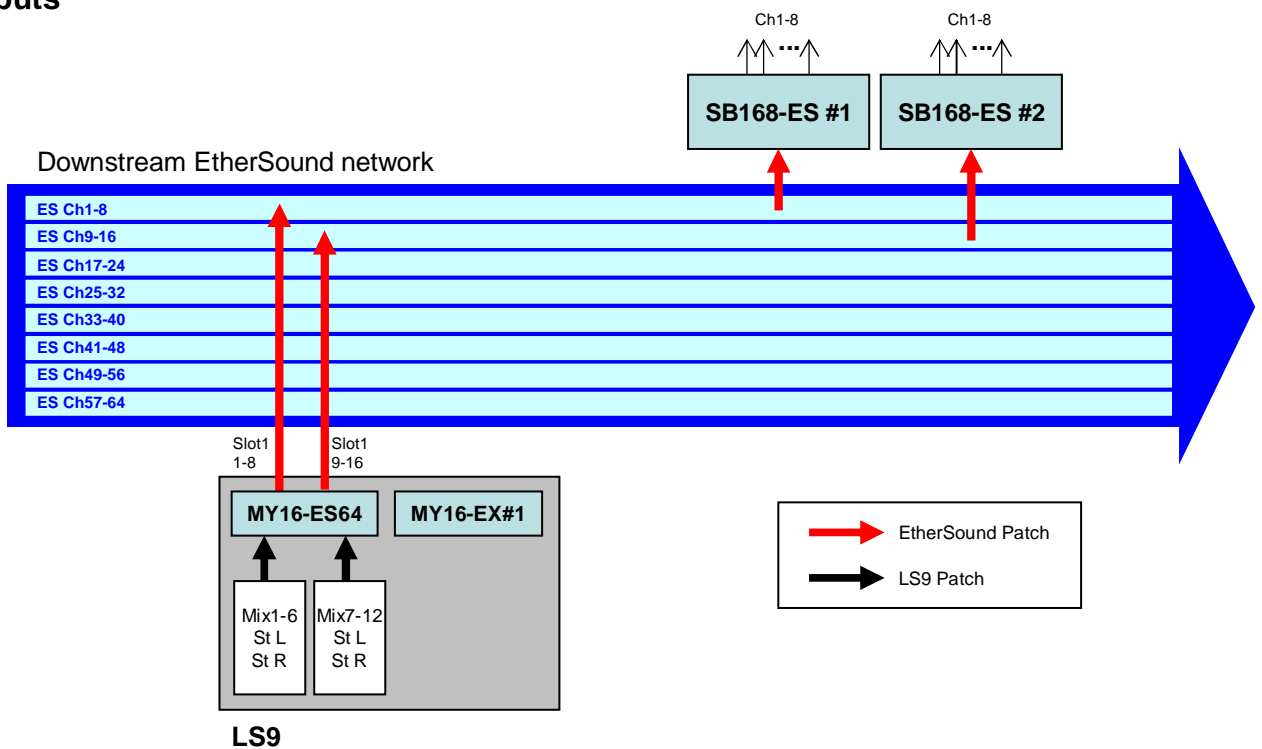 Ch1-8
Ch1-8
...
...
SB168-ES #1
SB168-ES #2
Downstream EtherSound network
ES Ch1-8
ES Ch9-16
ES Ch17-24
ES Ch25-32
ES Ch33-40
ES Ch41-48
ES Ch49-56
ES Ch57-64
Slot1
1-8
Slot1
9-16
MY16-ES64
MY16-EX#1
Mix1-6
St L
St R
Mix7-12
St L
St R
LS9
EtherSound Patch
LS9 Patch